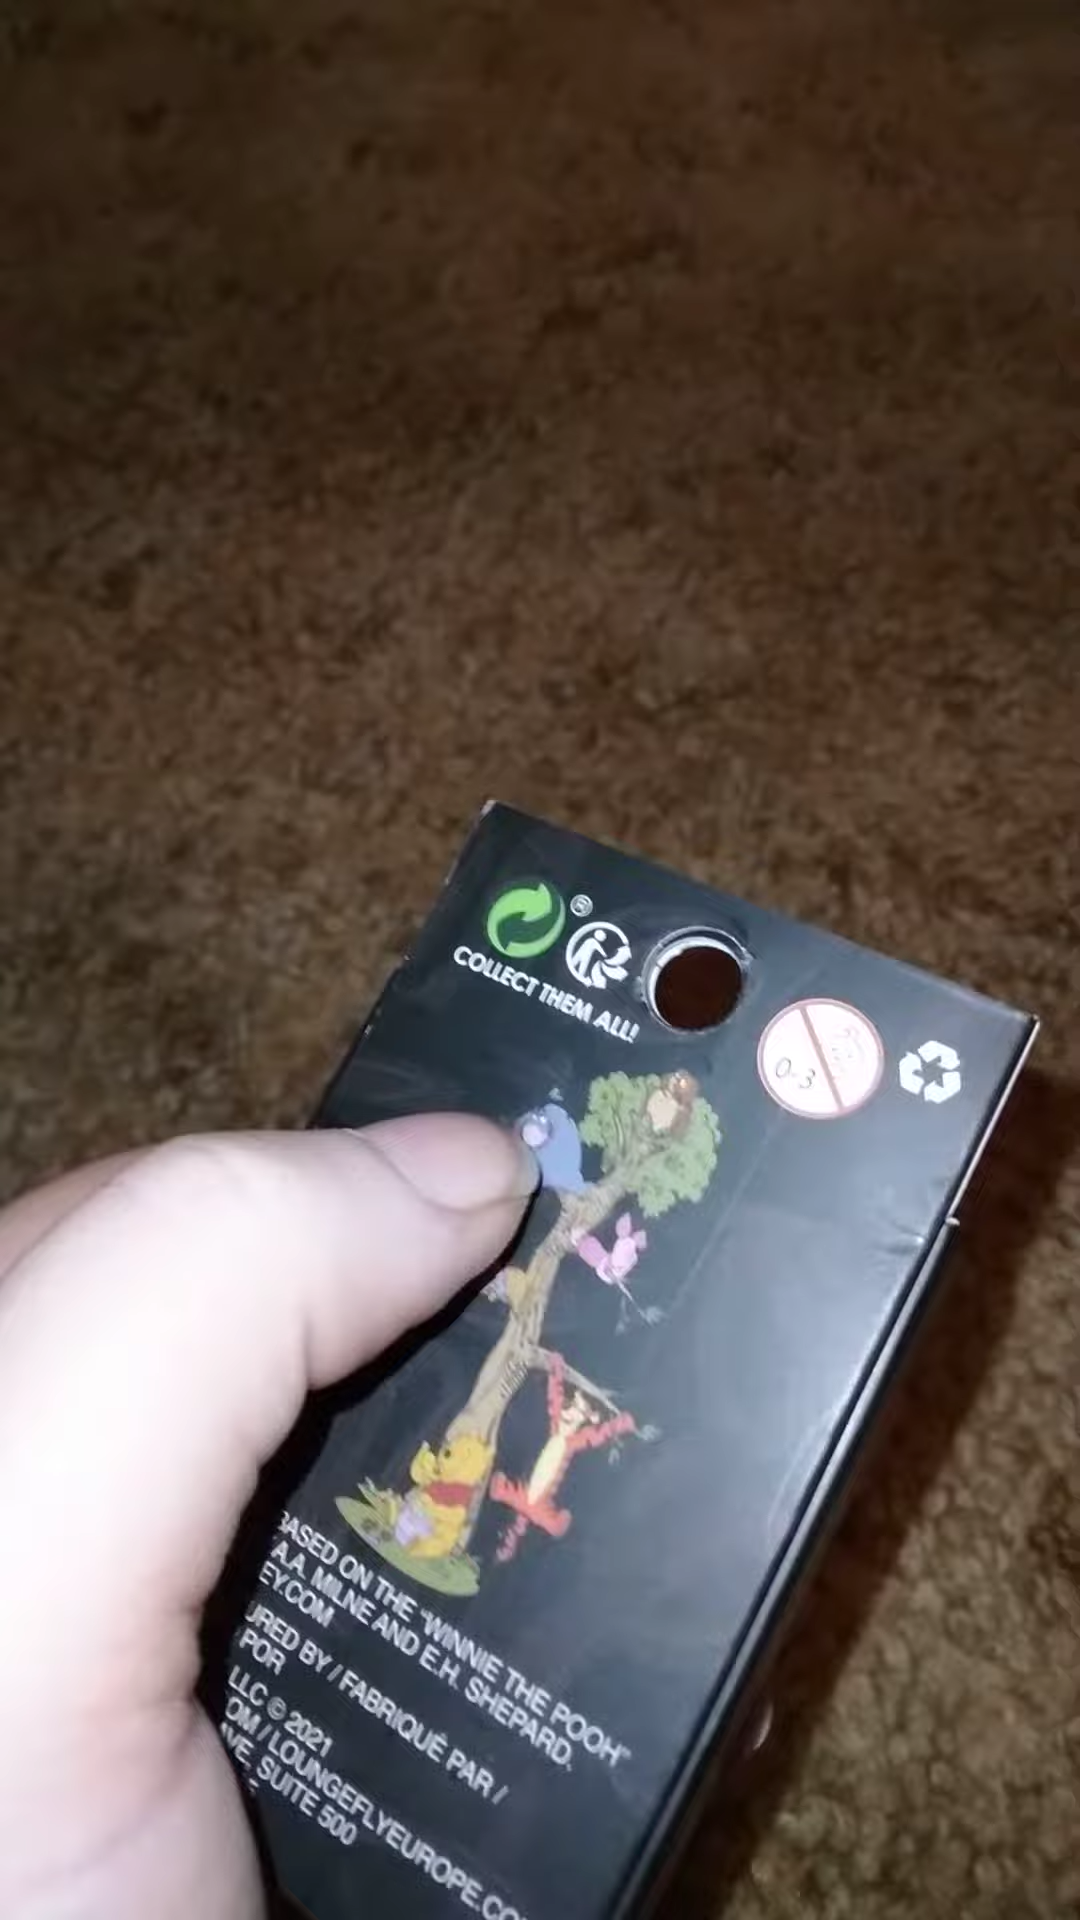 ®
COLLECT THEM ALL!
0-3
BASED ON THE "WINNIE THE POOH"
A.A. MILNE AND E.H. SHEPARD.
EY.COM
URED BY / FABRIQUÉ PAR /
POR
LLC © 2021
OM / LOUNGEFLYEUROPE.CO
AVE, SUITE 500